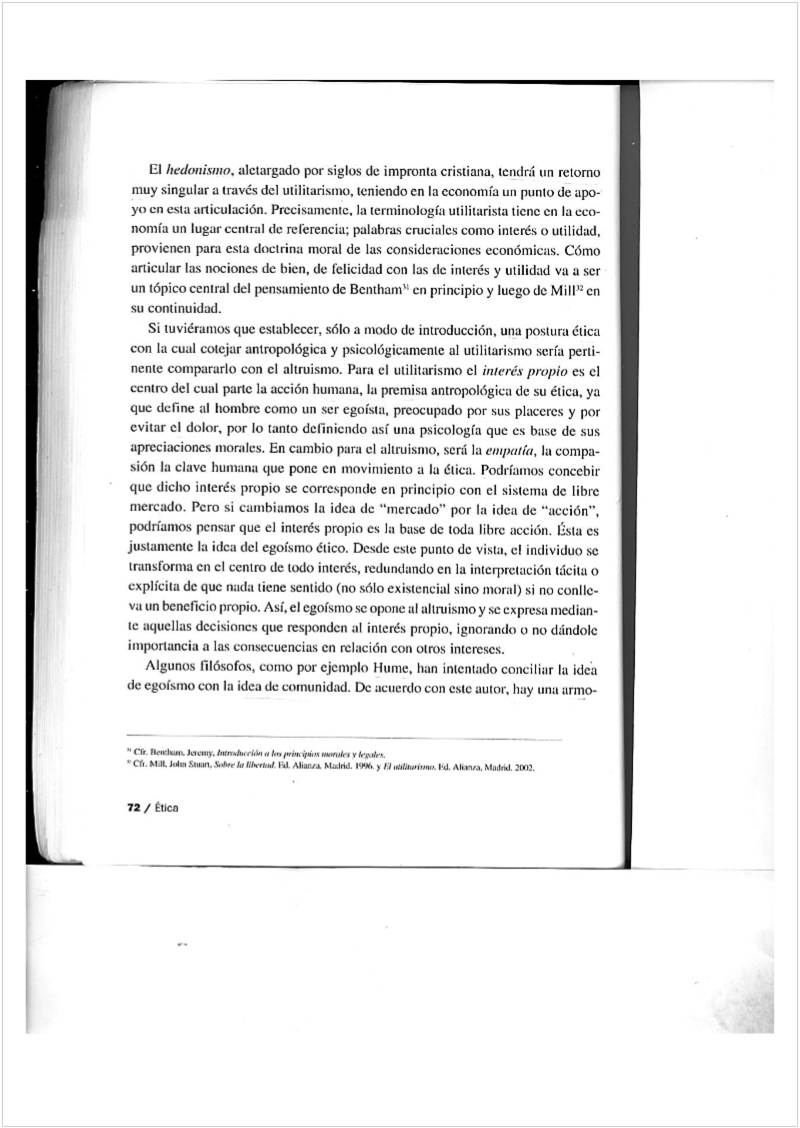 El hedonismo, aletargado por siglos de impronta cristiana, tendrá un retorno
muy singular a través del utilitarismo, teniendo en la economía un punto de apo-
yo en esta articulación. Precisamente, la terminología utilitarista tiene en la eco-
nomía un lugar central de referencia; palabras cruciales como interés o utilidad,
provienen para esta doctrina moral de las consideraciones económicas. Cómo
articular las nociones de bien, de felicidad con las de interés y utilidad va a ser
un tópico central del pensamiento de Bentham³¹ en principio y luego de Mill³² en
su continuidad.
Si tuviéramos que establecer, sólo a modo de introducción, una postura ética
con la cual cotejar antropológica y psicológicamente al utilitarismo sería perti-
nente compararlo con el altruismo. Para el utilitarismo el interés propio es el
centro del cual parte la acción humana, la premisa antropológica de su ética, ya
que define al hombre como un ser egoísta, preocupado por sus placeres y por
evitar el dolor, por lo tanto definiendo así una psicología que es base de sus
apreciaciones morales. En cambio para el altruismo, será la empatía, la compa-
sión la clave humana que pone en movimiento a la ética. Podríamos concebir
que dicho interés propio se corresponde en principio con el sistema de libre
mercado. Pero si cambiamos la idea de “mercado” por la idea de “acción”,
podríamos pensar que el interés propio es la base de toda libre acción. Ésta es
justamente la idea del egoísmo ético. Desde este punto de vista, el individuo se
transforma en el centro de todo interés, redundando en la interpretación tácita o
explícita de que nada tiene sentido (no sólo existencial sino moral) si no conlle-
va un beneficio propio. Así, el egoísmo se opone al altruismo y se expresa median-
te aquellas decisiones que responden al interés propio, ignorando o no dándole
importancia a las consecuencias en relación con otros intereses.
Algunos filósofos, como por ejemplo Hume, han intentado conciliar la idea
de egoísmo con la idea de comunidad. De acuerdo con este autor, hay una armo-
³¹ Cfr. Bentham, Jeremy, Introducción a los principios morales y legales.
³² Cfr. Mill, John Stuart, Sobre la libertad. Ed. Alianza, Madrid. 1996. y El utilitarismo. Ed. Alianza, Madrid. 2002.
72 / Ética